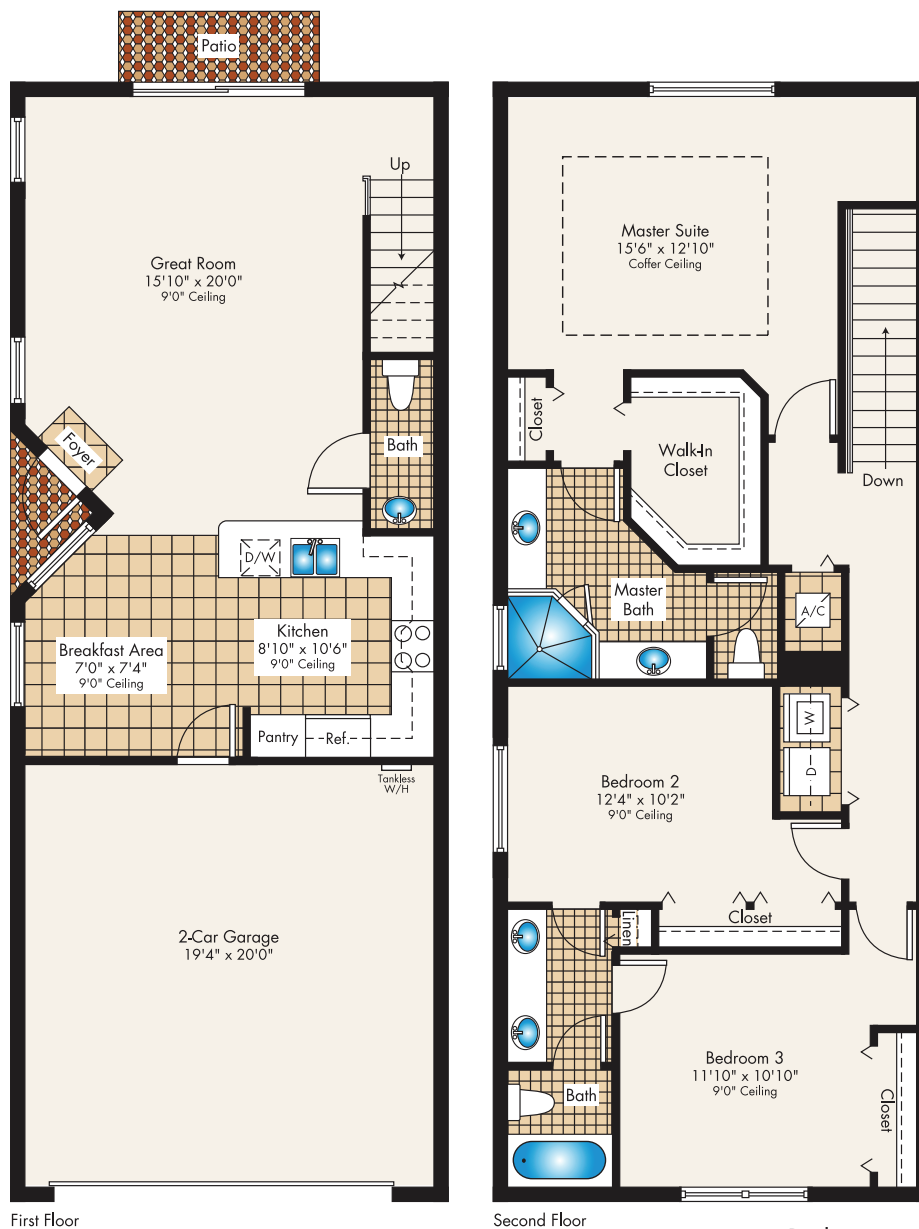 Patio
Up
Great Room
15'10" x 20'0"
9'0" Ceiling
Foyer
Bath
D/W
Kitchen
8'10" x 10'6"
9'0" Ceiling
Breakfast Area
7'0" x 7'4"
9'0" Ceiling
Pantry
Ref.
Tankless
W/H
2-Car Garage
19'4" x 20'0"
First Floor
Master Suite
15'6" x 12'10"
Coffer Ceiling
Closet
Walk-In
Closet
Down
Master
Bath
A/C
W
D
Bedroom 2
12'4" x 10'2"
9'0" Ceiling
Linen
Closet
Bedroom 3
11'10" x 10'10"
9'0" Ceiling
Closet
Bath
Second Floor